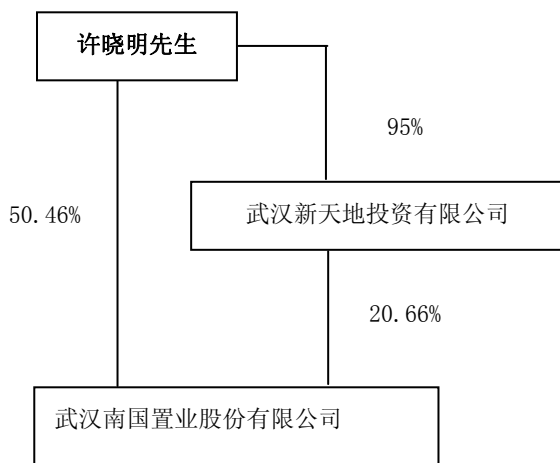 许晓明先生
95%
50.46%
武汉新天地投资有限公司
20.66%
武汉南国置业股份有限公司